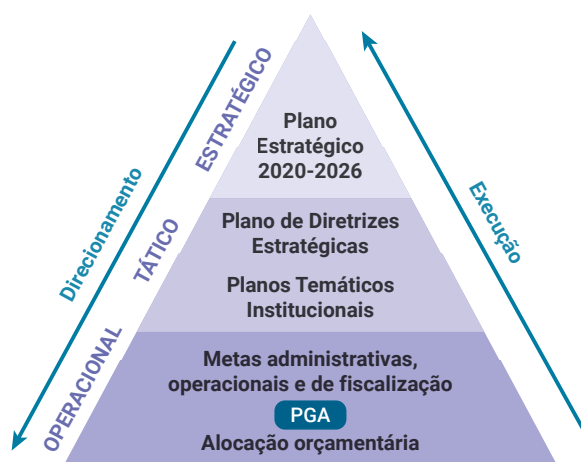 Direcionamento
ESTRATÉGICO
TÁTICO
OPERACIONAL
Plano
Estratégico
2020-2026
Plano de Diretrizes
Estratégicas
Planos Temáticos
Institucionais
Metas administrativas,
operacionais e de fiscalização
PGA
Alocação orçamentária
Execução